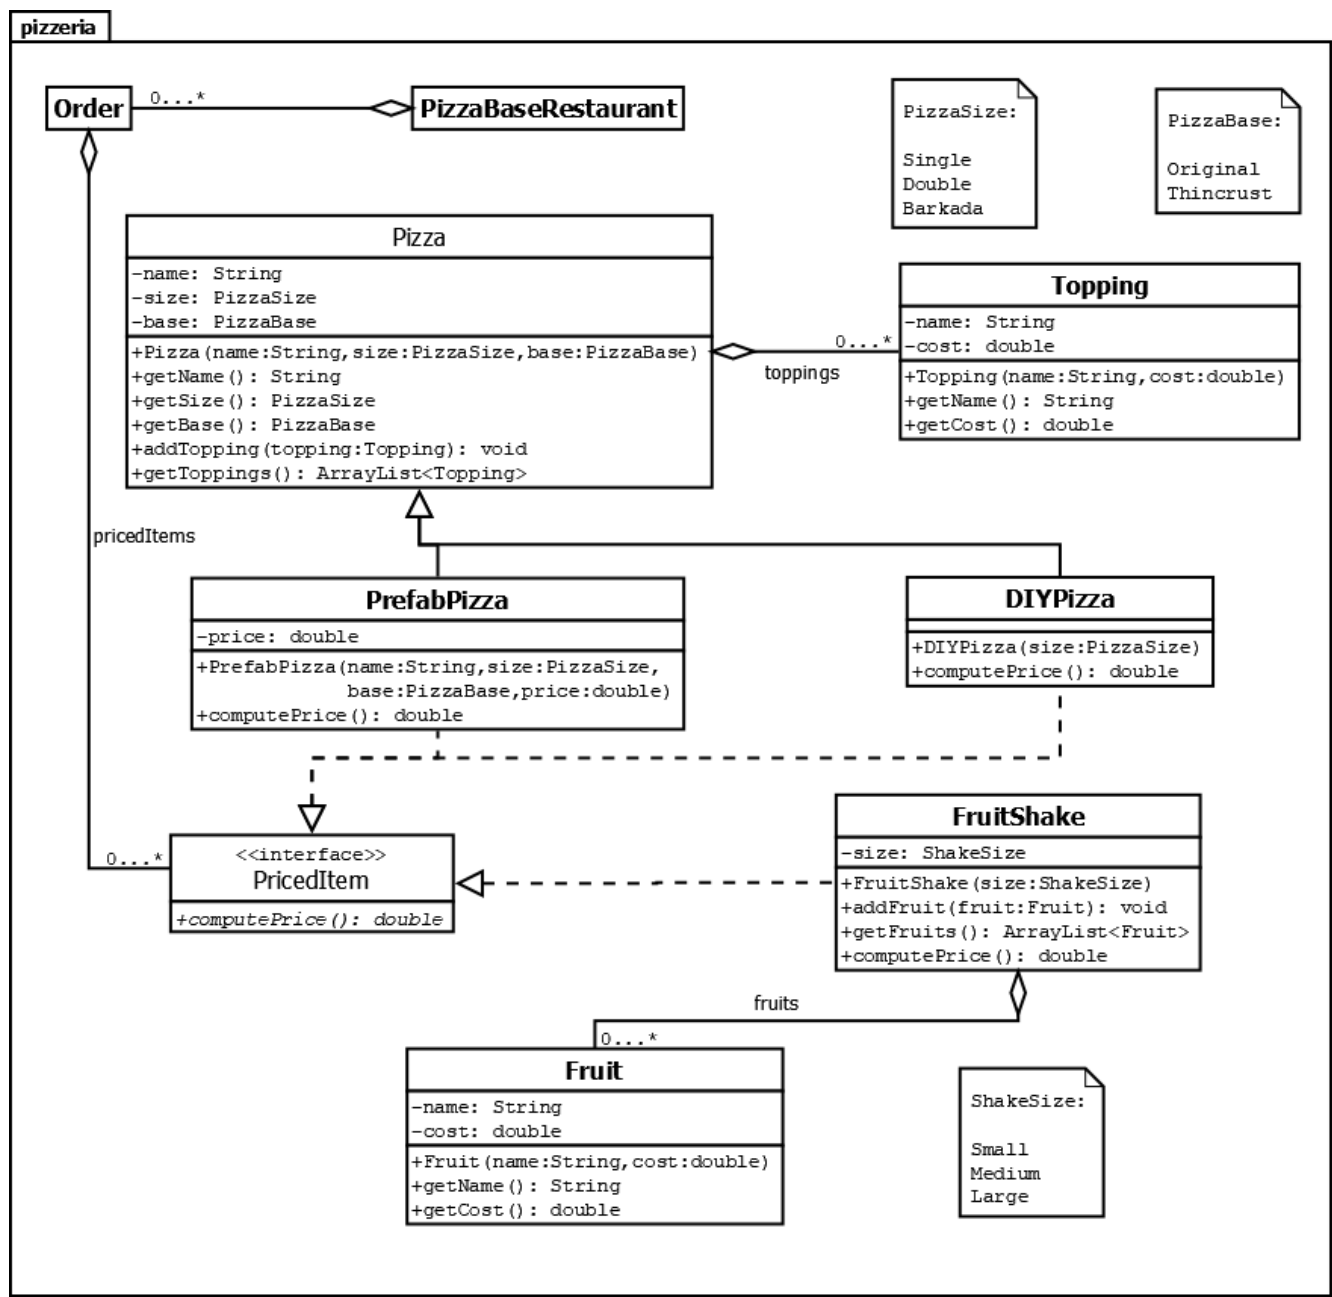 pizzeria
Order
0...*
PizzaBaseRestaurant
PizzaSize:
Single
Double
Barkada
PizzaBase:
Original
Thincrust
Pizza
-name: String
-size: PizzaSize
-base: PizzaBase
+Pizza(name:String,size:PizzaSize,base:PizzaBase)
+getName(): String
+getSize(): PizzaSize
+getBase(): PizzaBase
+addTopping(topping:Topping): void
+getToppings(): ArrayList<Topping>
0...*
toppings
Topping
-name: String
-cost: double
+Topping(name:String,cost:double)
+getName(): String
+getCost(): double
pricedItems
PrefabPizza
-price: double
+PrefabPizza(name:String,size:PizzaSize,
base:PizzaBase,price:double)
+computePrice(): double
DIYPizza
+DIYPizza(size:PizzaSize)
+computePrice(): double
0...*
<<interface>>
PricedItem
+computePrice(): double
FruitShake
-size: ShakeSize
+FruitShake(size:ShakeSize)
+addFruit(fruit:Fruit): void
+getFruits(): ArrayList<Fruit>
+computePrice(): double
fruits
0...*
Fruit
-name: String
-cost: double
+Fruit(name:String,cost:double)
+getName(): String
+getCost(): double
ShakeSize:
Small
Medium
Large